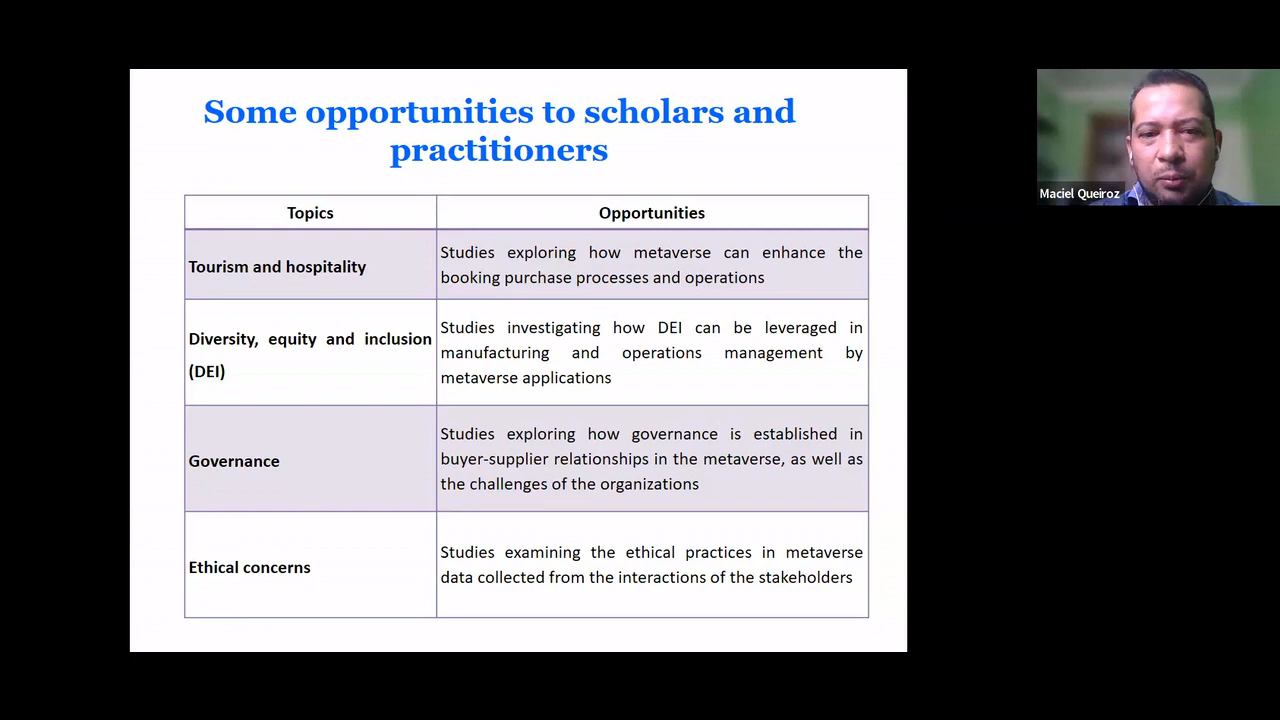 Some opportunities to scholars and
practitioners
Topics
Opportunities
Tourism and hospitality
Studies exploring how metaverse can enhance the
booking purchase processes and operations
Diversity, equity and inclusion
(DEI)
Studies investigating how DEI can be leveraged in
manufacturing and operations management by
metaverse applications
Governance
Studies exploring how governance is established in
buyer-supplier relationships in the metaverse, as well as
the challenges of the organizations
Ethical concerns
Studies examining the ethical practices in metaverse
data collected from the interactions of the stakeholders
Maciel Queiroz